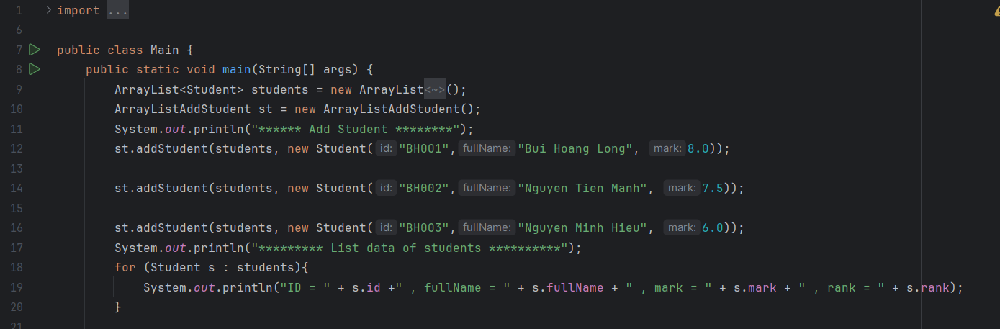 1 import ...
6
7 public class Main {
8 public static void main(String[] args) {
9 ArrayList<Student> students = new ArrayList<~>();
10 ArrayListAddStudent st = new ArrayListAddStudent();
11 System.out.println("****** Add Student ********");
12 st.addStudent(students, new Student( id: "BH001", fullName: "Bui Hoang Long", mark: 8.0));
13
14 st.addStudent(students, new Student( id: "BH002", fullName: "Nguyen Tien Manh", mark: 7.5));
15
16 st.addStudent(students, new Student( id: "BH003", fullName: "Nguyen Minh Hieu", mark: 6.0));
17 System.out.println("********* List data of students **********");
18 for (Student s : students){
19 System.out.println("ID = " + s.id +" , fullName = " + s.fullName + " , mark = " + s.mark + " , rank = " + s.rank);
20 }
21